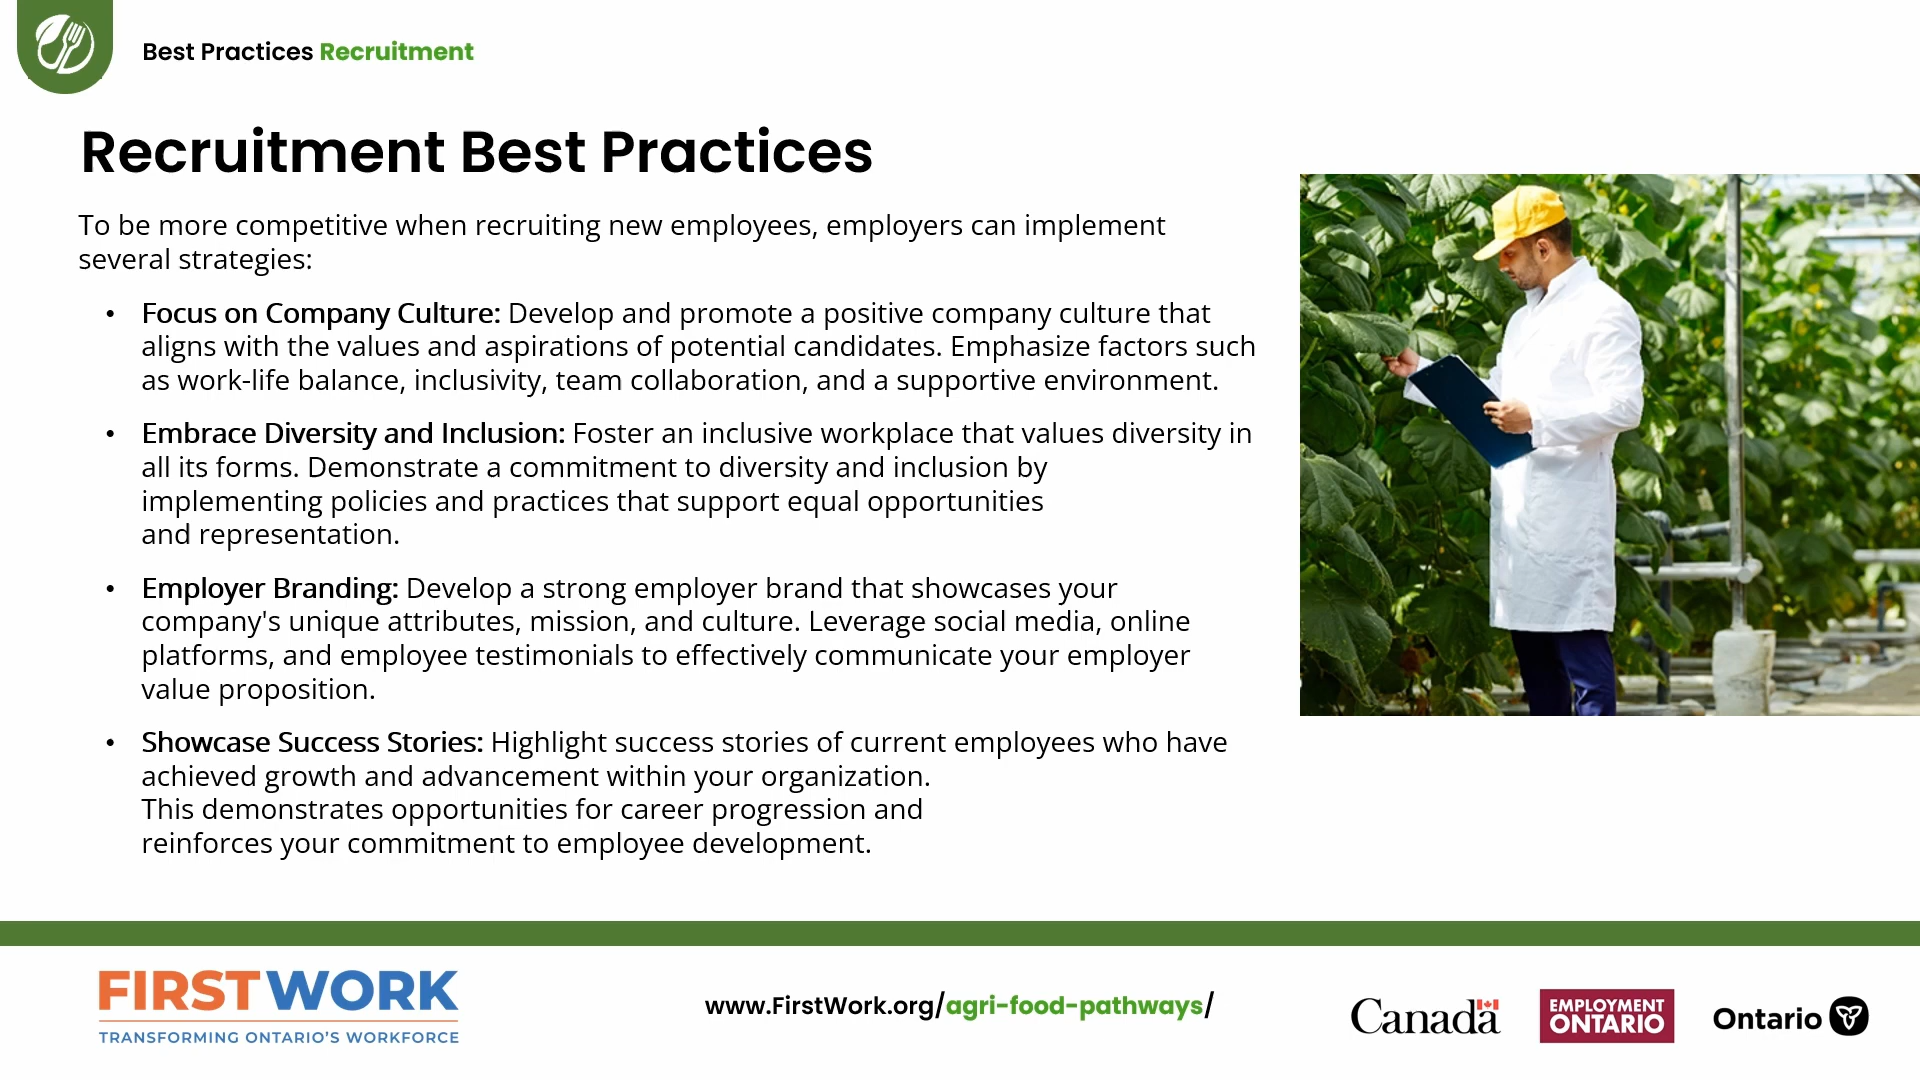 Best Practices Recruitment
Recruitment Best Practices
To be more competitive when recruiting new employees, employers can implement
several strategies:
• Focus on Company Culture: Develop and promote a positive company culture that
aligns with the values and aspirations of potential candidates. Emphasize factors such
as work-life balance, inclusivity, team collaboration, and a supportive environment.
• Embrace Diversity and Inclusion: Foster an inclusive workplace that values diversity in
all its forms. Demonstrate a commitment to diversity and inclusion by
implementing policies and practices that support equal opportunities
and representation.
• Employer Branding: Develop a strong employer brand that showcases your
company's unique attributes, mission, and culture. Leverage social media, online
platforms, and employee testimonials to effectively communicate your employer
value proposition.
• Showcase Success Stories: Highlight success stories of current employees who have
achieved growth and advancement within your organization.
This demonstrates opportunities for career progression and
reinforces your commitment to employee development.
FIRSTWORK
TRANSFORMING ONTARIO'S WORKFORCE
www.FirstWork.org/agri-food-pathways/
Canada
EMPLOYMENT
ONTARIO
Ontario